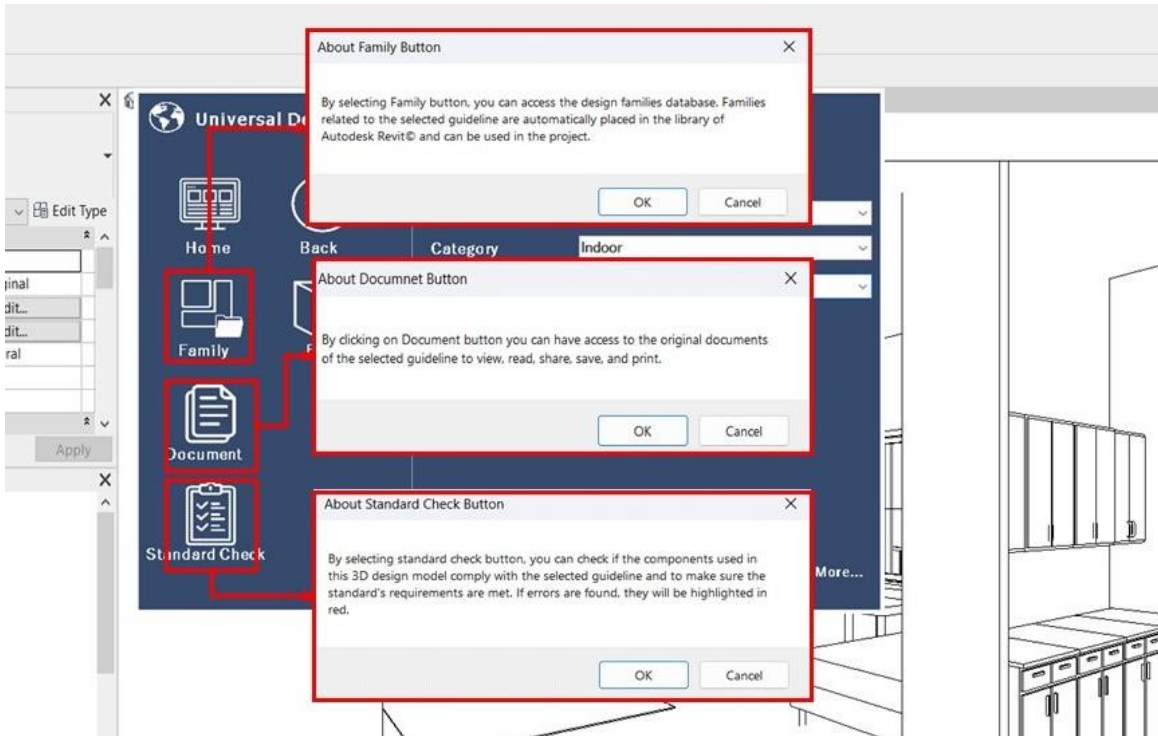 About Family Button
By selecting Family button, you can access the design families database. Families
related to the selected guideline are automatically placed in the library of
Autodesk Revit© and can be used in the project.
OK Cancel
Universal
Edit Type
Home Back
Category Indoor
About Documnet Button
By clicking on Document button you can have access to the original documents
of the selected guideline to view, read, share, save, and print.
OK Cancel
Family
Document
Apply
About Standard Check Button
By selecting standard check button, you can check if the components used in
this 3D design model comply with the selected guideline and to make sure the
standard's requirements are met. If errors are found, they will be highlighted in
red.
OK Cancel
Standard Check
More...